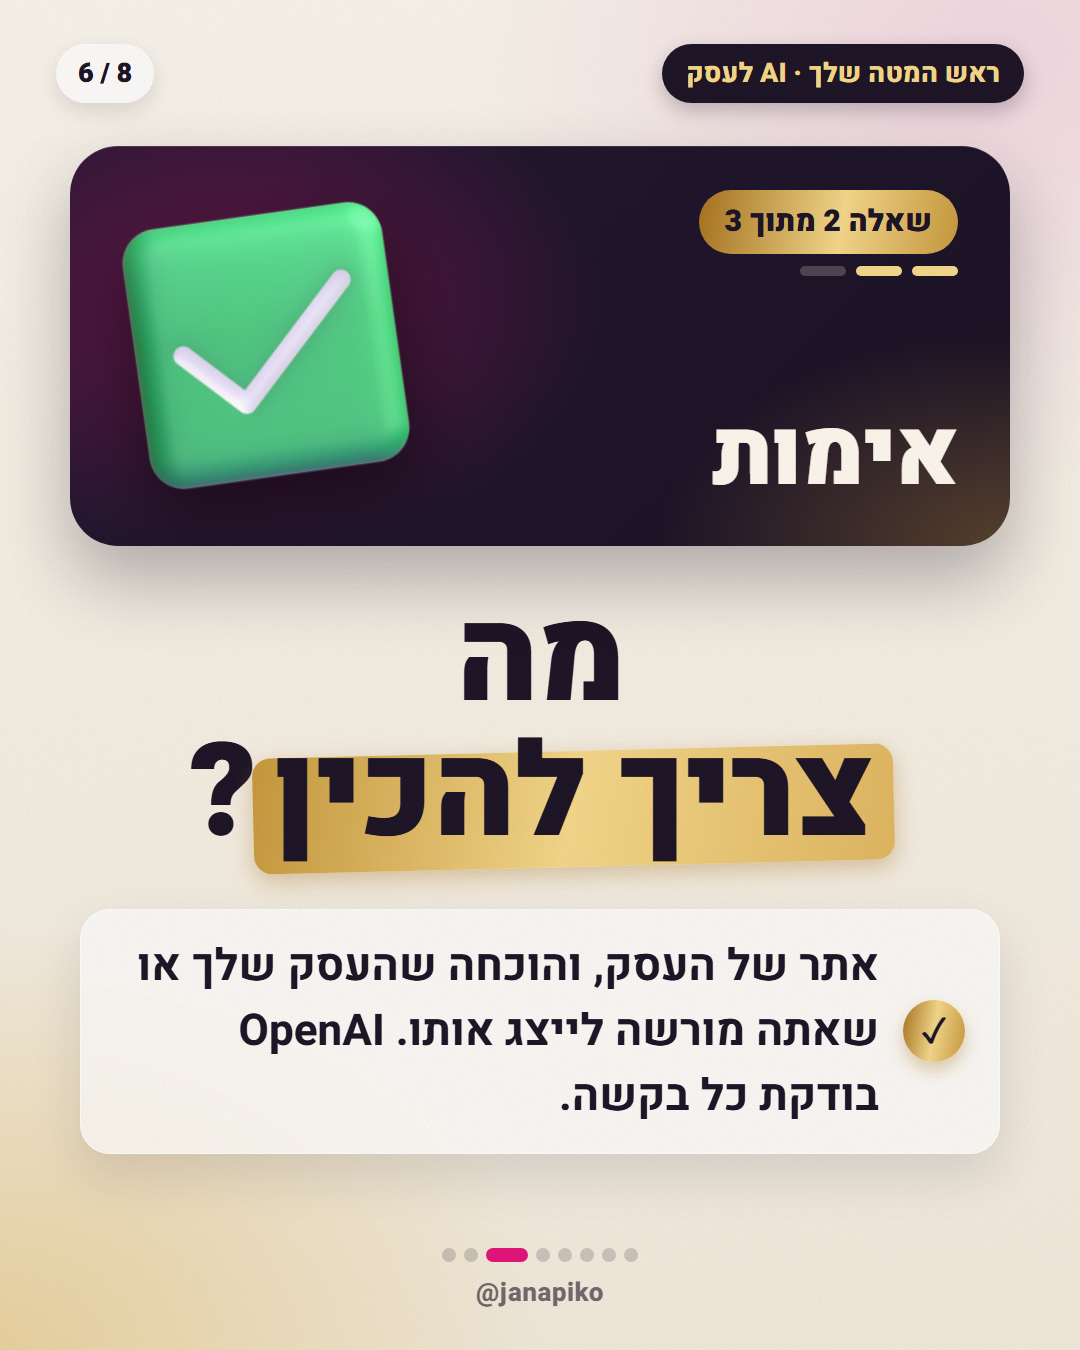 ראש המטה שלך · AI לעסק
6 / 8
שאלה 2 מתוך 3
אימות
מה
צריך להכין?
אתר של העסק, והוכחה שהעסק שלך או
שאתה מורשה לייצג אותו. OpenAI
בודקת כל בקשה.
@janapiko